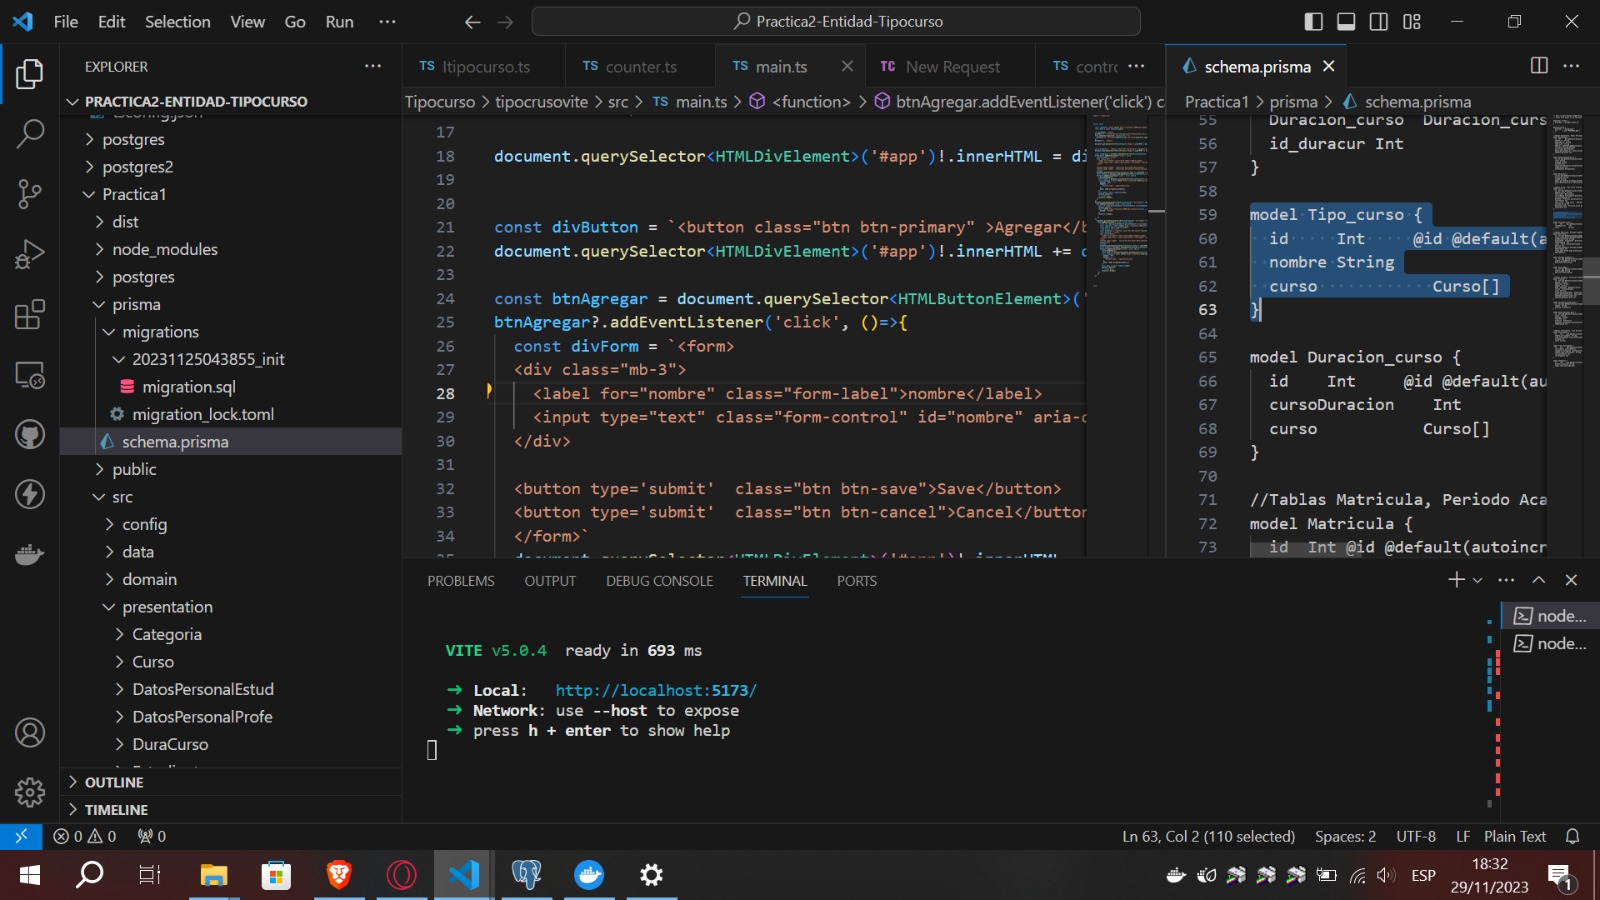 File Edit Selection View Go Run ···
Practica2-Entidad-Tipocurso
EXPLORER
PRACTICA2-ENTIDAD-TIPOCURSO
postgres
postgres2
Practica1
dist
node_modules
postgres
prisma
migrations
20231125043855_init
migration.sql
migration_lock.toml
schema.prisma
public
src
config
data
domain
presentation
Categoria
Curso
DatosPersonalEstud
DatosPersonalProfe
DuraCurso
OUTLINE
TIMELINE
TS Itipocurso.ts TS counter.ts TS main.ts TC New Request TS contro ···
Tipocurso > tipocrusovite > src > TS main.ts > <function> > btnAgregar.addEventListener('click') c
17
18 document.querySelector<HTMLDivElement>('#app')!.innerHTML = di
19
20
21 const divButton = `<button class="btn btn-primary" >Agregar</b
22 document.querySelector<HTMLDivElement>('#app')!.innerHTML += d
23
24 const btnAgregar = document.querySelector<HTMLButtonElement>('
25 btnAgregar?.addEventListener('click', ()=>{
26 const divForm = `<form>
27 <div class="mb-3">
28 <label for="nombre" class="form-label">nombre</label>
29 <input type="text" class="form-control" id="nombre" aria-d
30 </div>
31
32 <button type='submit'  class="btn btn-save">Save</button>
33 <button type='submit'  class="btn btn-cancel">Cancel</button
34 </form>`
schema.prisma
Practica1 > prisma > schema.prisma
55 Duracion_curso  Duracion_curs
56 id_duracur Int
57 }
58
59 model Tipo_curso {
60 id     Int     @id @default(a
61 nombre String
62 curso            Curso[]
63 }
64
65 model Duracion_curso {
66 id    Int     @id @default(au
67 cursoDuracion    Int
68 curso           Curso[]
69 }
70
71 //Tablas Matricula, Periodo Aca
72 model Matricula {
73 id  Int @id @default(autoincr
PROBLEMS OUTPUT DEBUG CONSOLE TERMINAL PORTS
VITE v5.0.4  ready in 693 ms
➜ Local:   http://localhost:5173/
➜ Network: use --host to expose
➜ press h + enter to show help
node...
node...
0 0 0
Ln 63, Col 2 (110 selected) Spaces: 2 UTF-8 LF Plain Text
ESP
18:32
29/11/2023
1